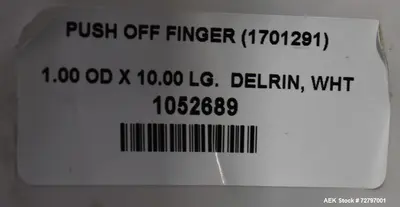 PUSH OFF FINGER (1701291)
1.00 OD X 10.00 LG. DELRIN, WHT
1052689
AEK Stock # 72797001